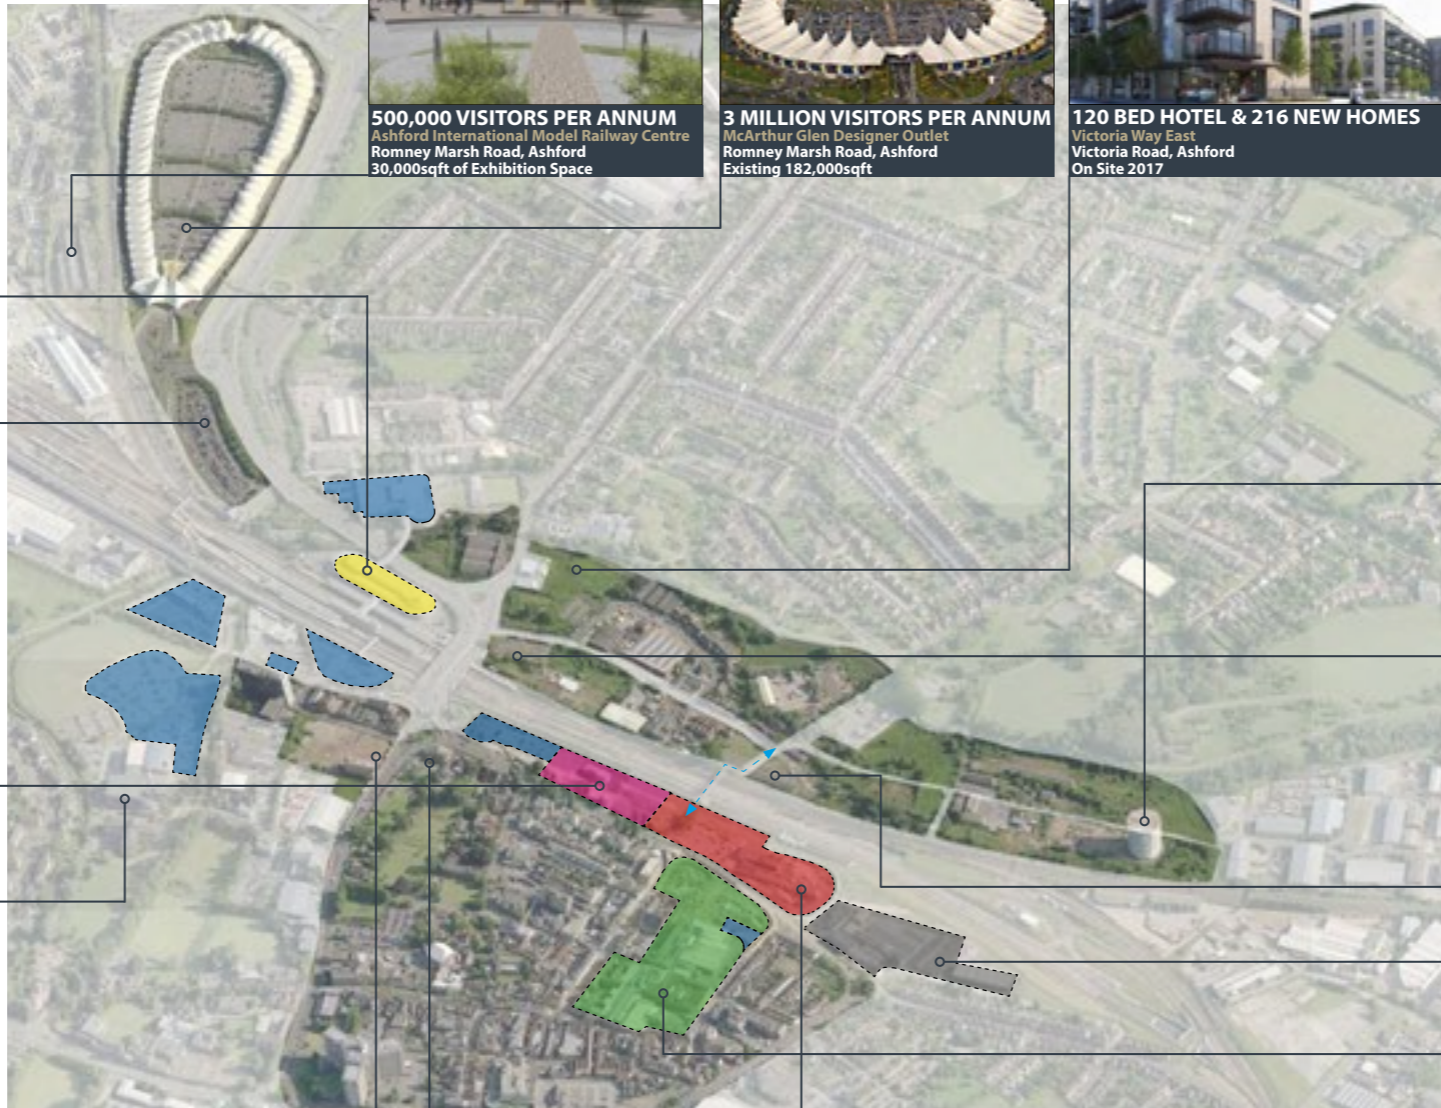 500,000 VISITORS PER ANNUM
Ashford International Model Railway Centre
Romney Marsh Road, Ashford
30,000sqft of Exhibition Space
3 MILLION VISITORS PER ANNUM
McArthur Glen Designer Outlet
Romney Marsh Road, Ashford
Existing 182,000sqft
120 BED HOTEL & 216 NEW HOMES
Victoria Way East
Victoria Road, Ashford
On Site 2017